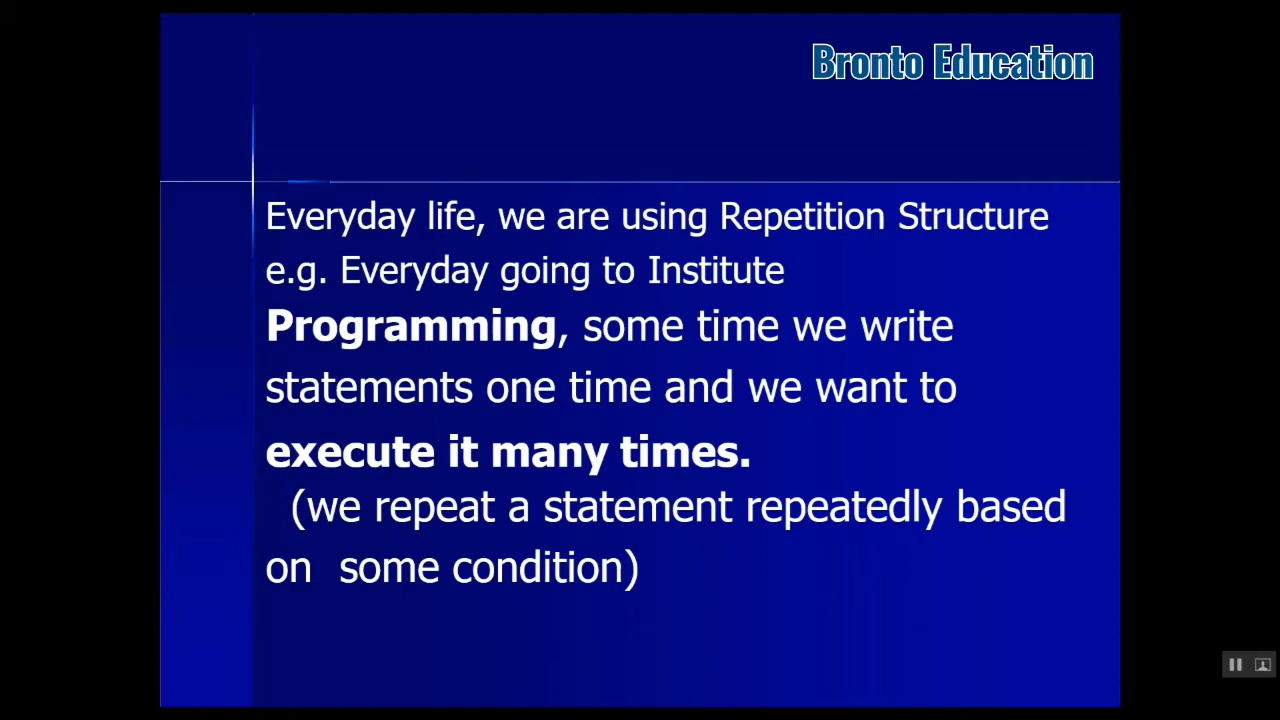 Bronto Education
Everyday life, we are using Repetition Structure
e.g. Everyday going to Institute
Programming, some time we write
statements one time and we want to
execute it many times.
(we repeat a statement repeatedly based
on some condition)